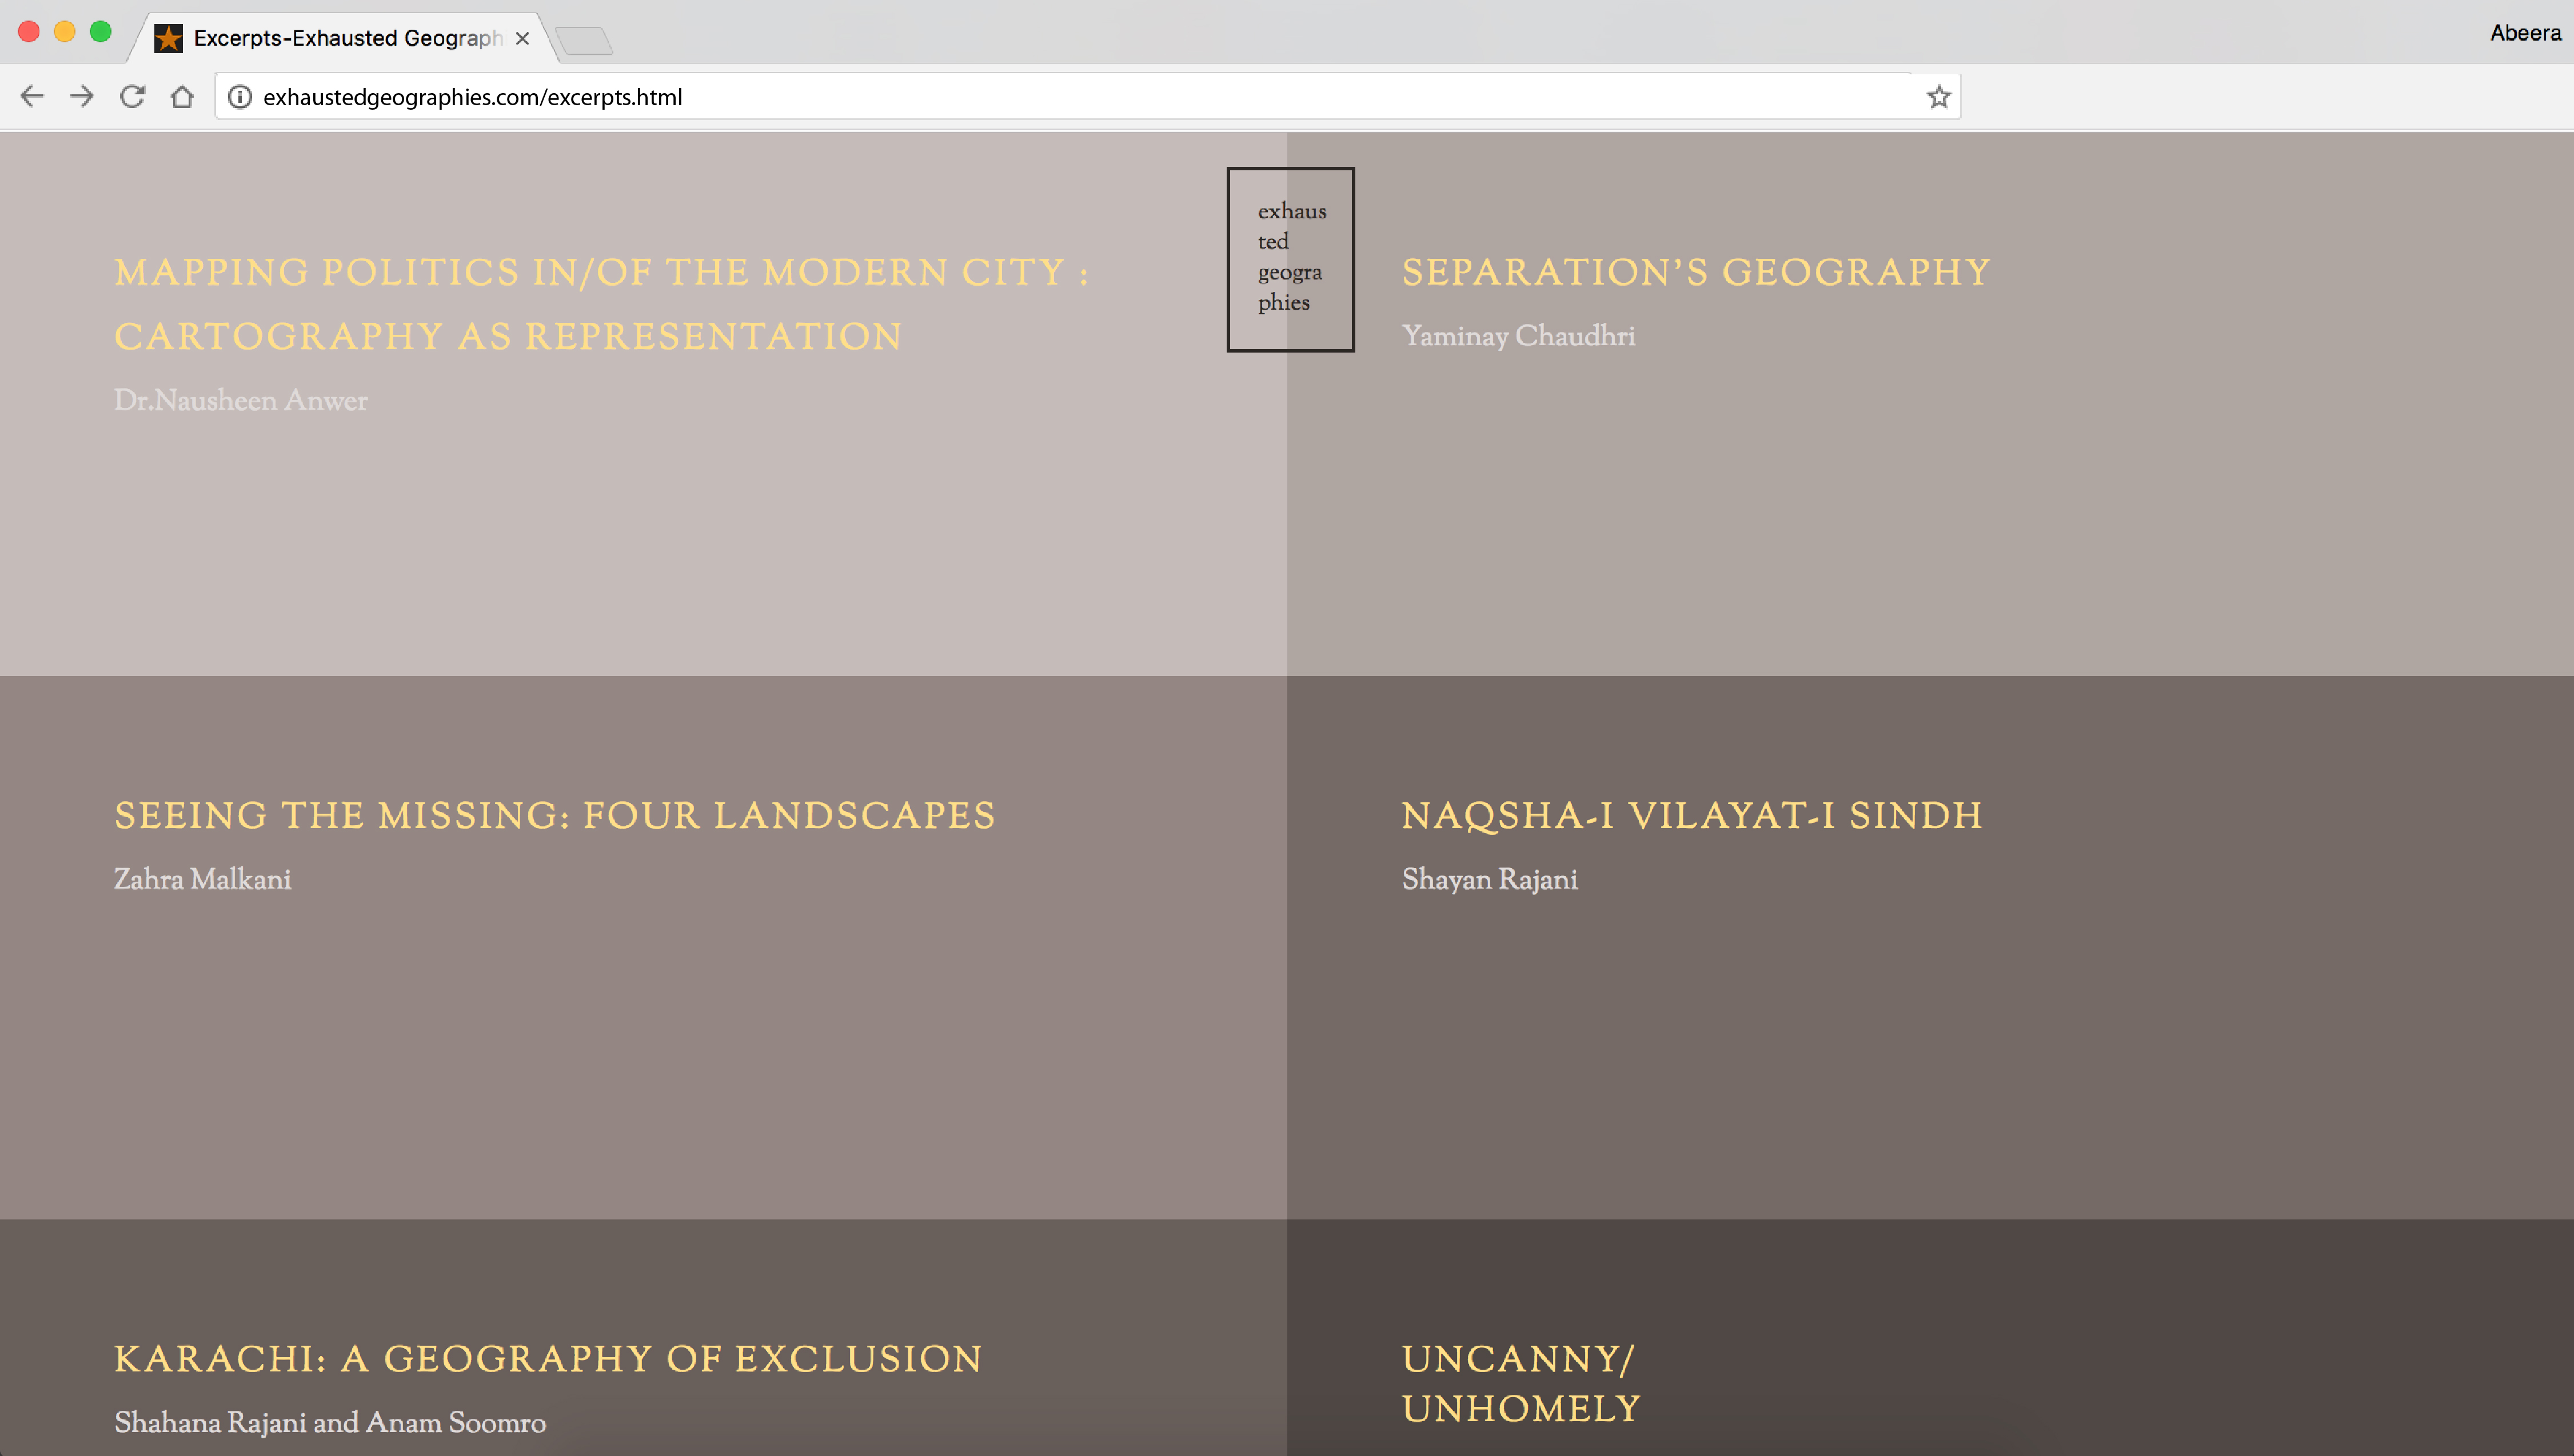 Excerpts-Exhausted Geograph
Abeera
exhaustedgeographies.com/excerpts.html
exhaus
ted
geogra
phies
MAPPING POLITICS IN/OF THE MODERN CITY :
CARTOGRAPHY AS REPRESENTATION
Dr.Nausheen Anwer
SEPARATION’S GEOGRAPHY
Yaminay Chaudhri
SEEING THE MISSING: FOUR LANDSCAPES
Zahra Malkani
NAQSHA-I VILAYAT-I SINDH
Shayan Rajani
KARACHI: A GEOGRAPHY OF EXCLUSION
Shahana Rajani and Anam Soomro
UNCANNY/
UNHOMELY